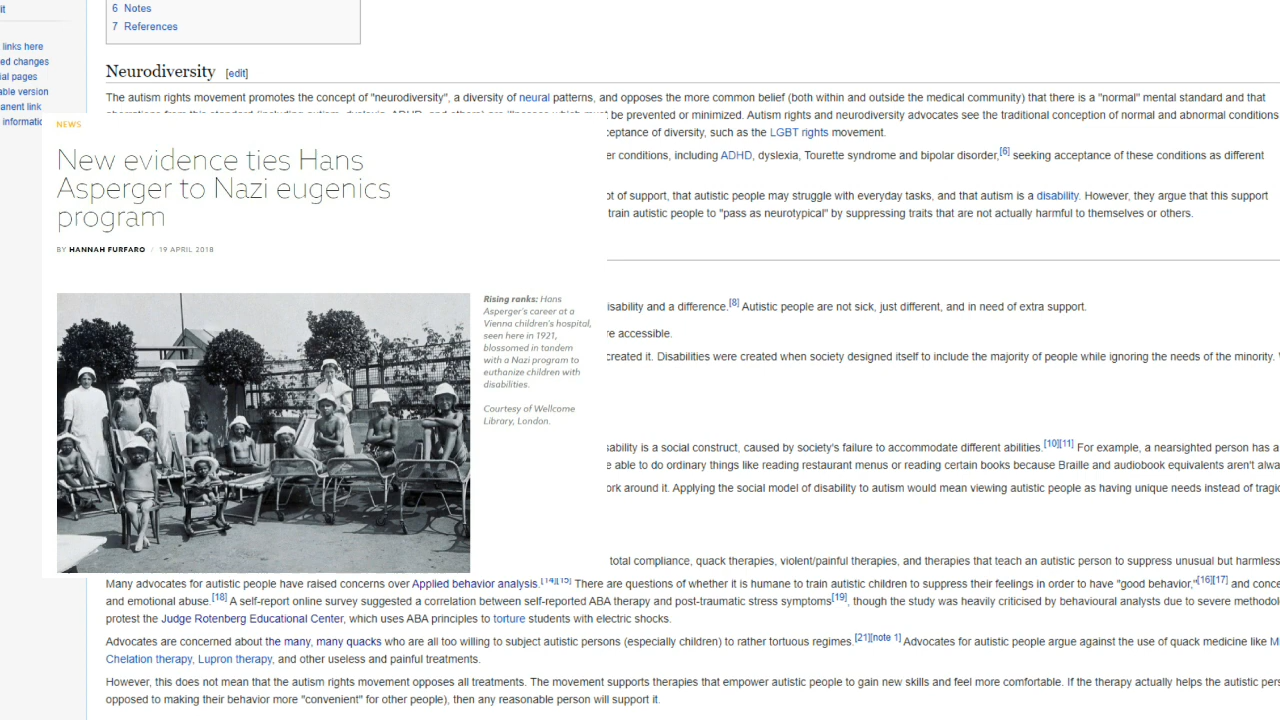 it
links here
ed changes
ial pages
able version
anent link
informatio
6 Notes
7 References
Neurodiversity [edit]
The autism rights movement promotes the concept of "neurodiversity", a diversity of neural patterns, and opposes the more common belief (both within and outside the medical community) that there is a "normal" mental standard and that
be prevented or minimized. Autism rights and neurodiversity advocates see the traditional conception of normal and abnormal conditions
ceptance of diversity, such as the LGBT rights movement.
er conditions, including ADHD, dyslexia, Tourette syndrome and bipolar disorder,[6] seeking acceptance of these conditions as different
pt of support, that autistic people may struggle with everyday tasks, and that autism is a disability. However, they argue that this support
train autistic people to "pass as neurotypical" by suppressing traits that are not actually harmful to themselves or others.
NEWS
New evidence ties Hans
Asperger to Nazi eugenics
program
BY HANNAH FURFARO / 19 APRIL 2018
Rising ranks: Hans
Asperger's career at a
Vienna children's hospital,
seen here in 1921,
blossomed in tandem
with a Nazi program to
euthanize children with
disabilities.
Courtesy of Wellcome
Library, London.
isability and a difference.[8] Autistic people are not sick, just different, and in need of extra support.
re accessible.
created it. Disabilities were created when society designed itself to include the majority of people while ignoring the needs of the minority.
sability is a social construct, caused by society's failure to accommodate different abilities.[10][11] For example, a nearsighted person has a
e able to do ordinary things like reading restaurant menus or reading certain books because Braille and audiobook equivalents aren't alwa
ork around it. Applying the social model of disability to autism would mean viewing autistic people as having unique needs instead of tragic
total compliance, quack therapies, violent/painful therapies, and therapies that teach an autistic person to suppress unusual but harmless
Many advocates for autistic people have raised concerns over Applied behavior analysis.[14][15] There are questions of whether it is humane to train autistic children to suppress their feelings in order to have "good behavior,"[16][17] and conce
and emotional abuse.[18] A self-report online survey suggested a correlation between self-reported ABA therapy and post-traumatic stress symptoms[19], though the study was heavily criticised by behavioural analysts due to severe methodol
protest the Judge Rotenberg Educational Center, which uses ABA principles to torture students with electric shocks.
Advocates are concerned about the many, many quacks who are all too willing to subject autistic persons (especially children) to rather tortuous regimes.[21][note 1] Advocates for autistic people argue against the use of quack medicine like M
Chelation therapy, Lupron therapy, and other useless and painful treatments.
However, this does not mean that the autism rights movement opposes all treatments. The movement supports therapies that empower autistic people to gain new skills and feel more comfortable. If the therapy actually helps the autistic pers
opposed to making their behavior more "convenient" for other people), then any reasonable person will support it.